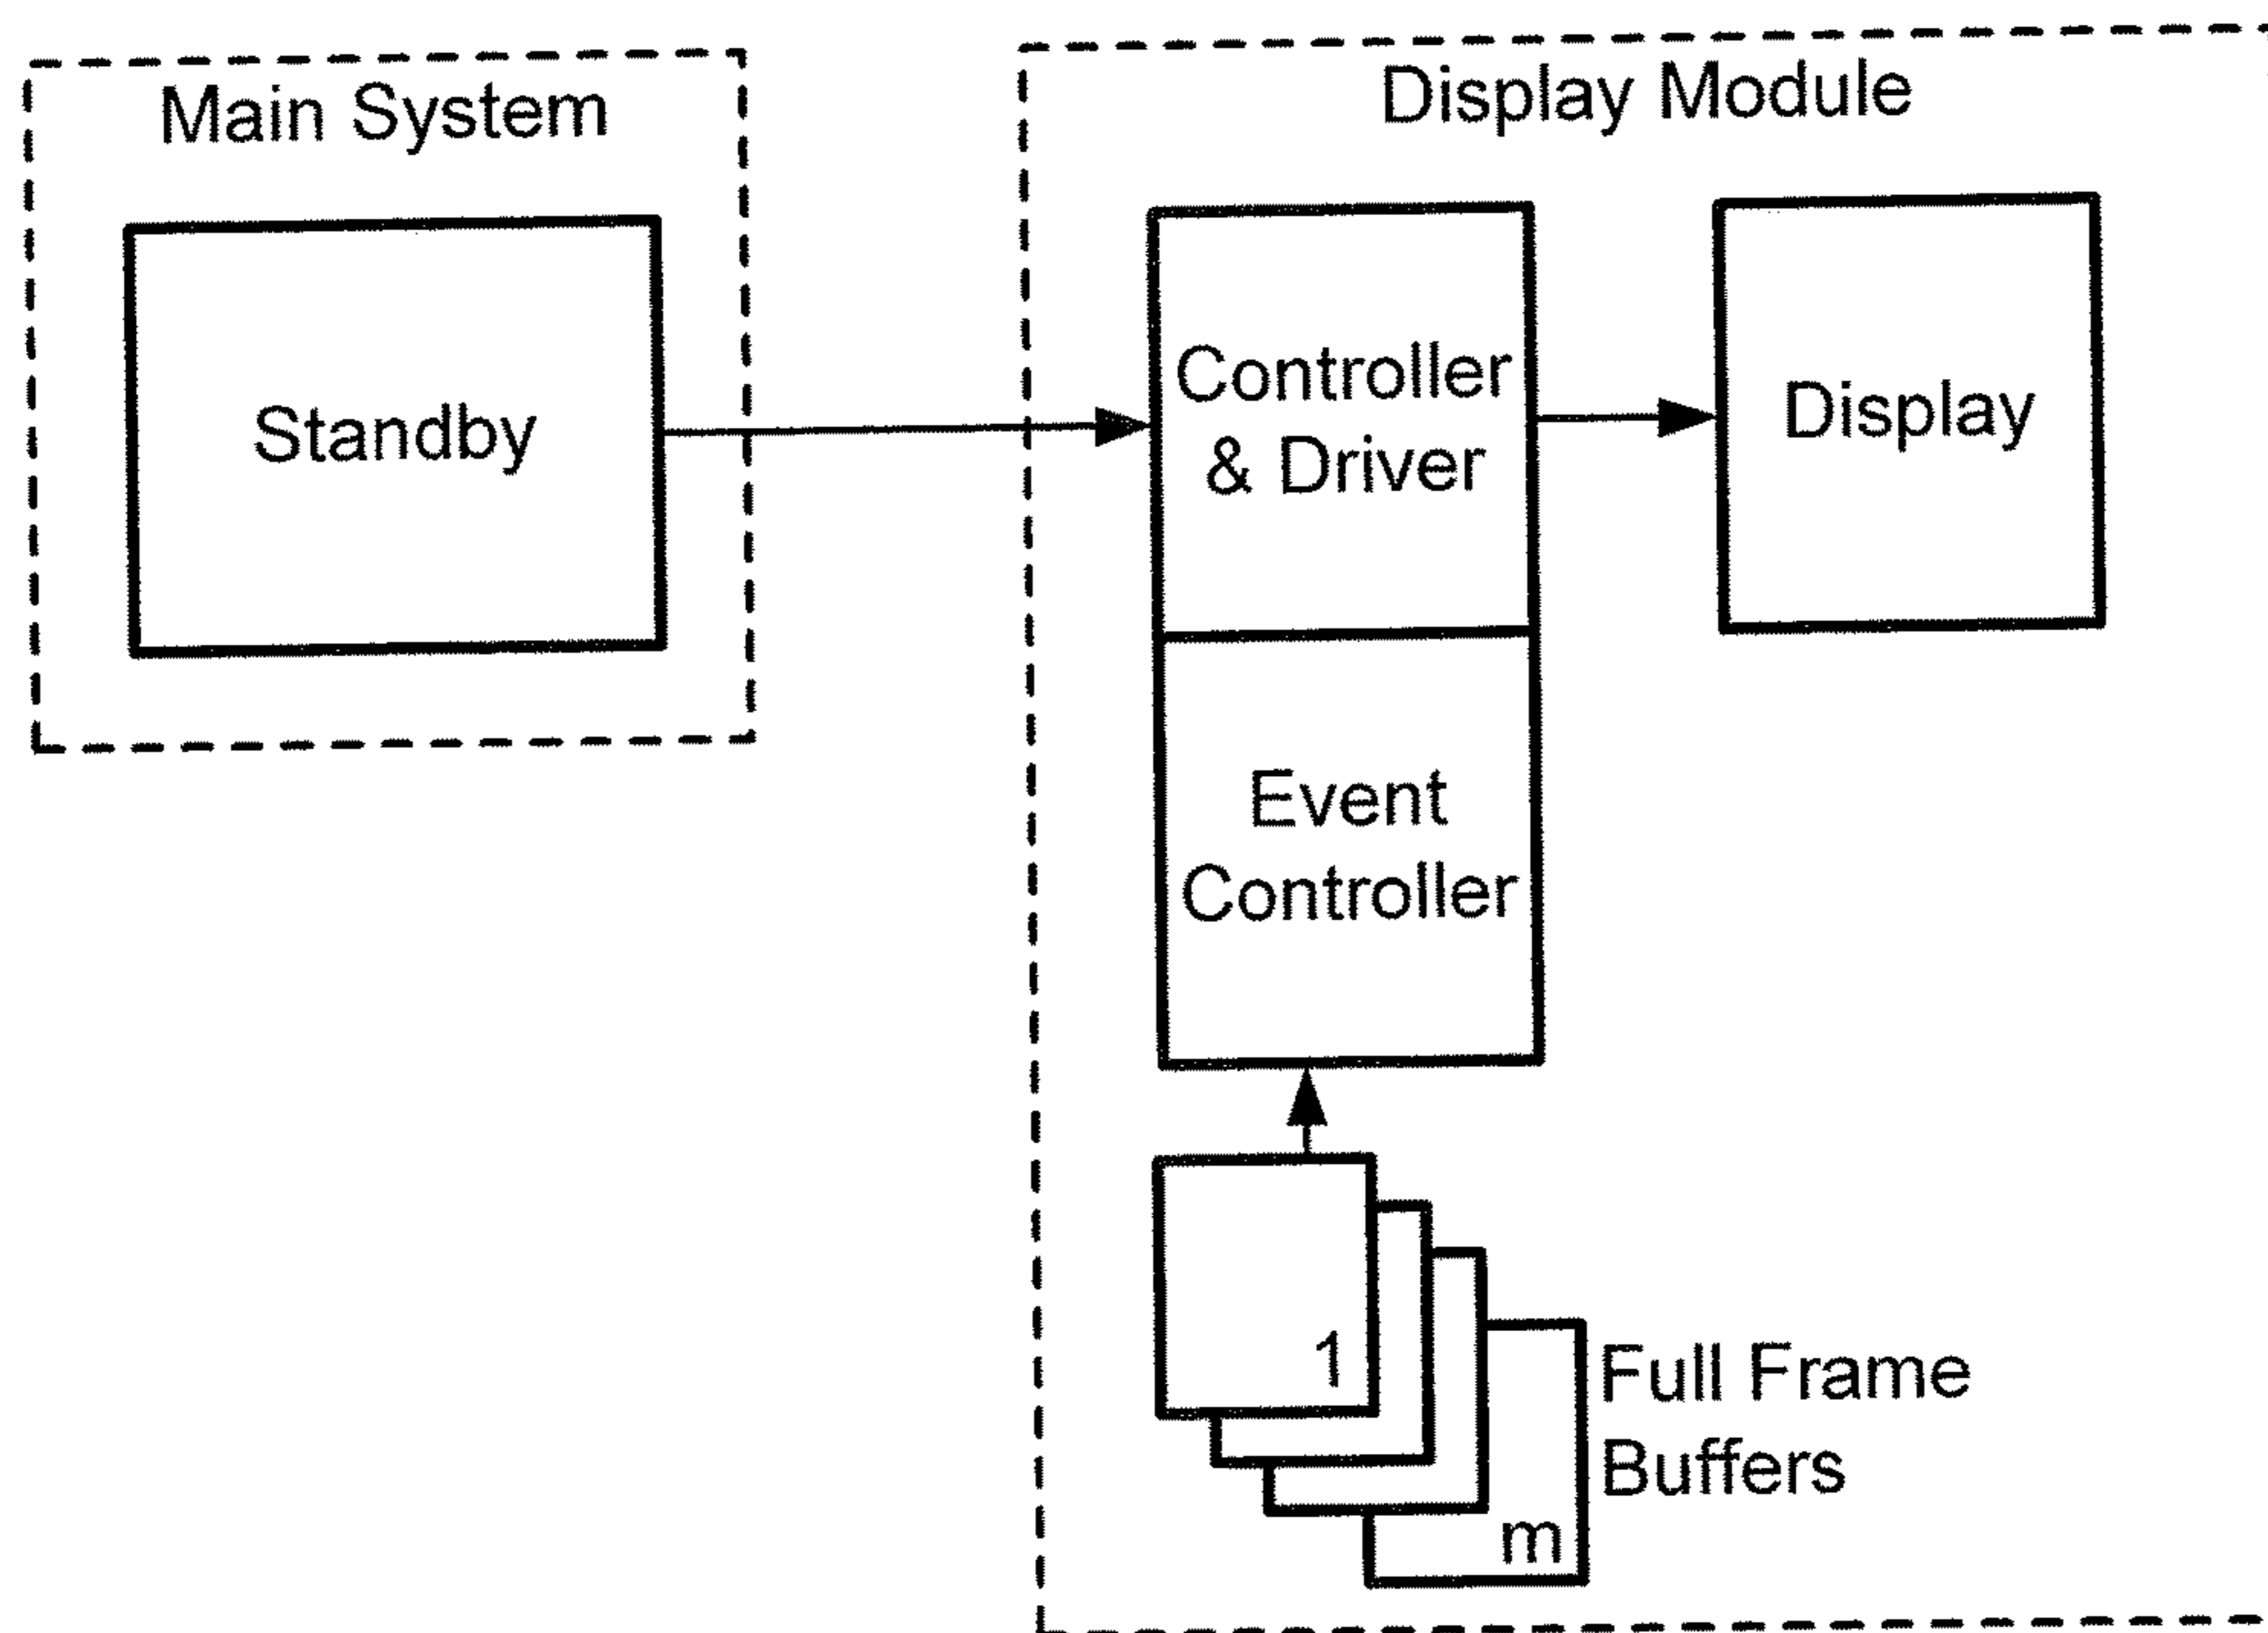 Main System
Display Module
Standby
Controller
& Driver
Display
Event
Controller
1
m
Full Frame
Buffers